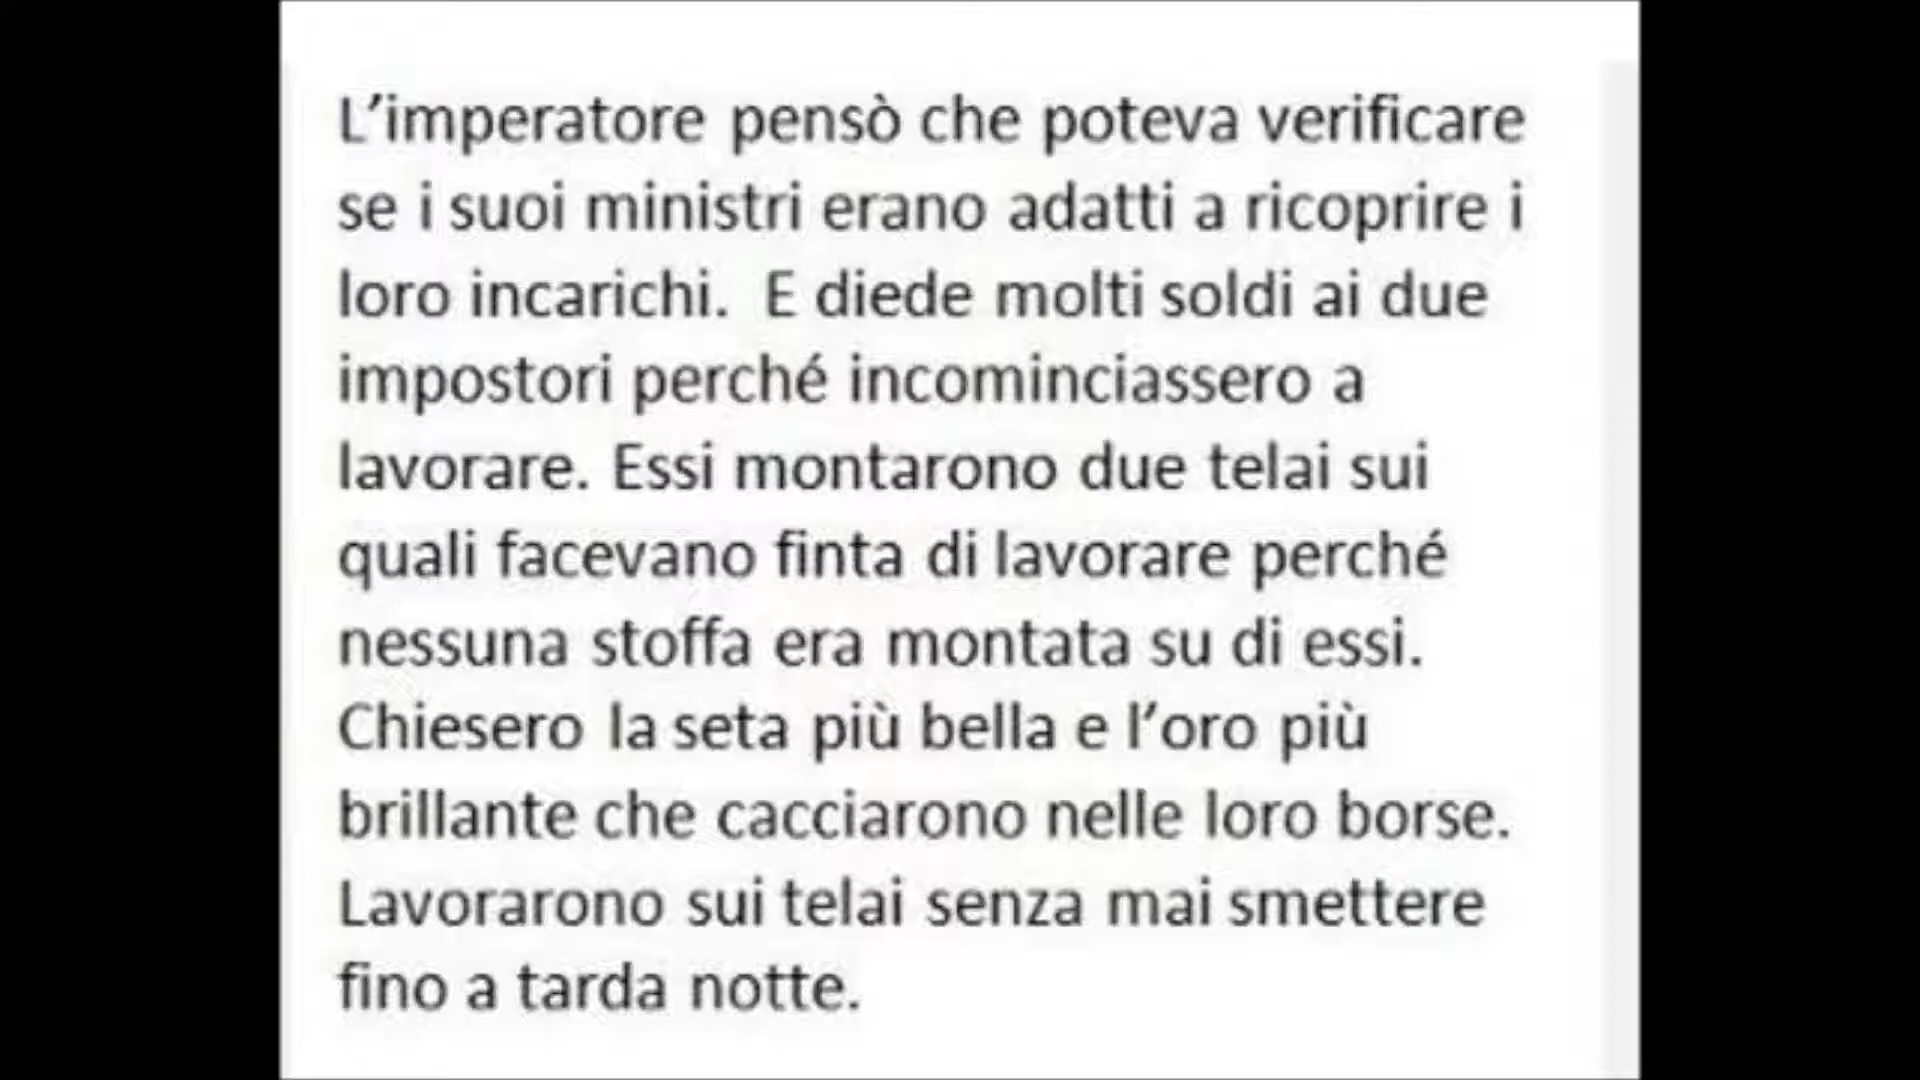 L’imperatore pensò che poteva verificare
se i suoi ministri erano adatti a ricoprire i
loro incarichi.  E diede molti soldi ai due
impostori perché incominciassero a
lavorare. Essi montarono due telai sui
quali facevano finta di lavorare perché
nessuna stoffa era montata su di essi.
Chiesero la seta più bella e l’oro più
brillante che cacciarono nelle loro borse.
Lavorarono sui telai senza mai smettere
fino a tarda notte.